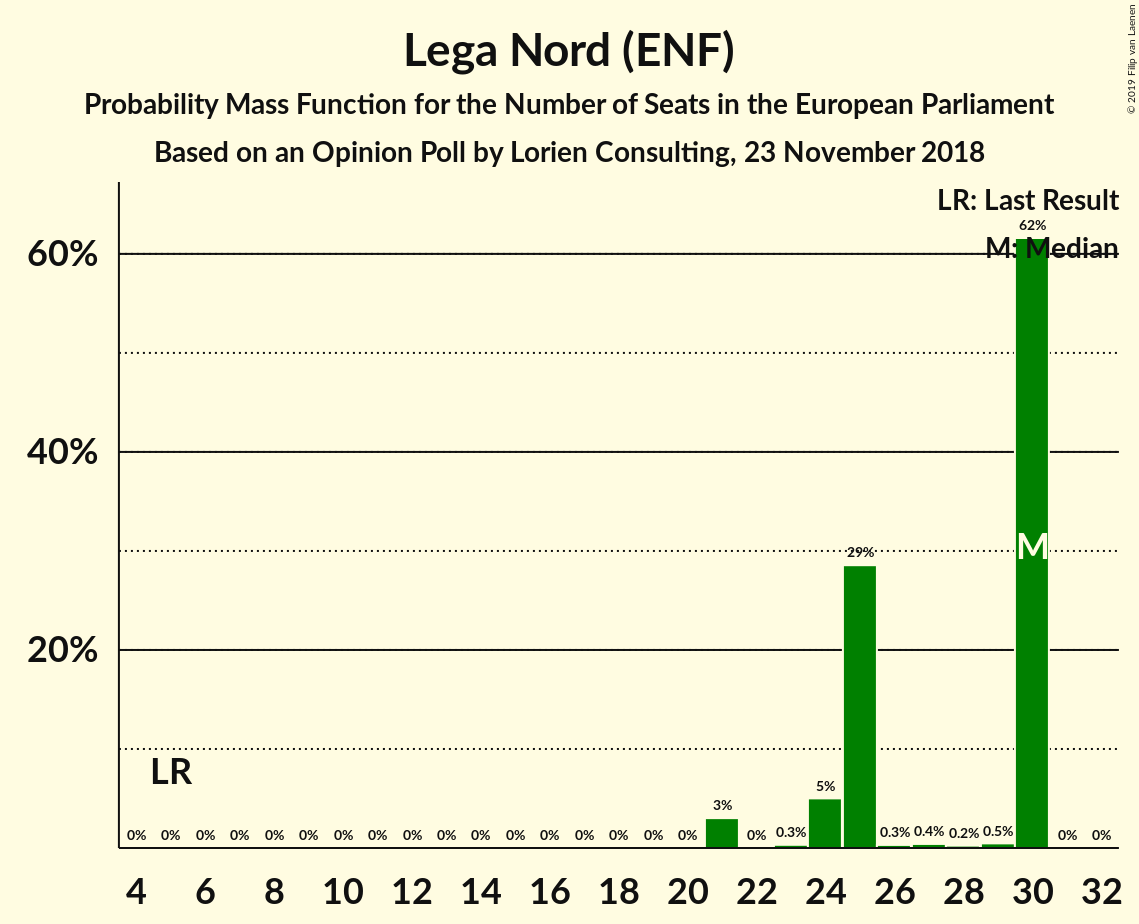 Lega Nord (ENF)
Probability Mass Function for the Number of Seats in the European Parliament
Based on an Opinion Poll by Lorien Consulting, 23 November 2018
© 2019 Filip van Laenen
LR: Last Result
M: Median
60%
40%
20%
62%
29%
M
LR
0% 0% 0% 0% 0% 0% 0% 0% 0% 0% 0% 0% 0% 0% 0% 0% 0% 3% 0% 0.3% 5% 0.3% 0.4% 0.2% 0.5% 0% 0%
4 6 8 10 12 14 16 18 20 22 24 26 28 30 32